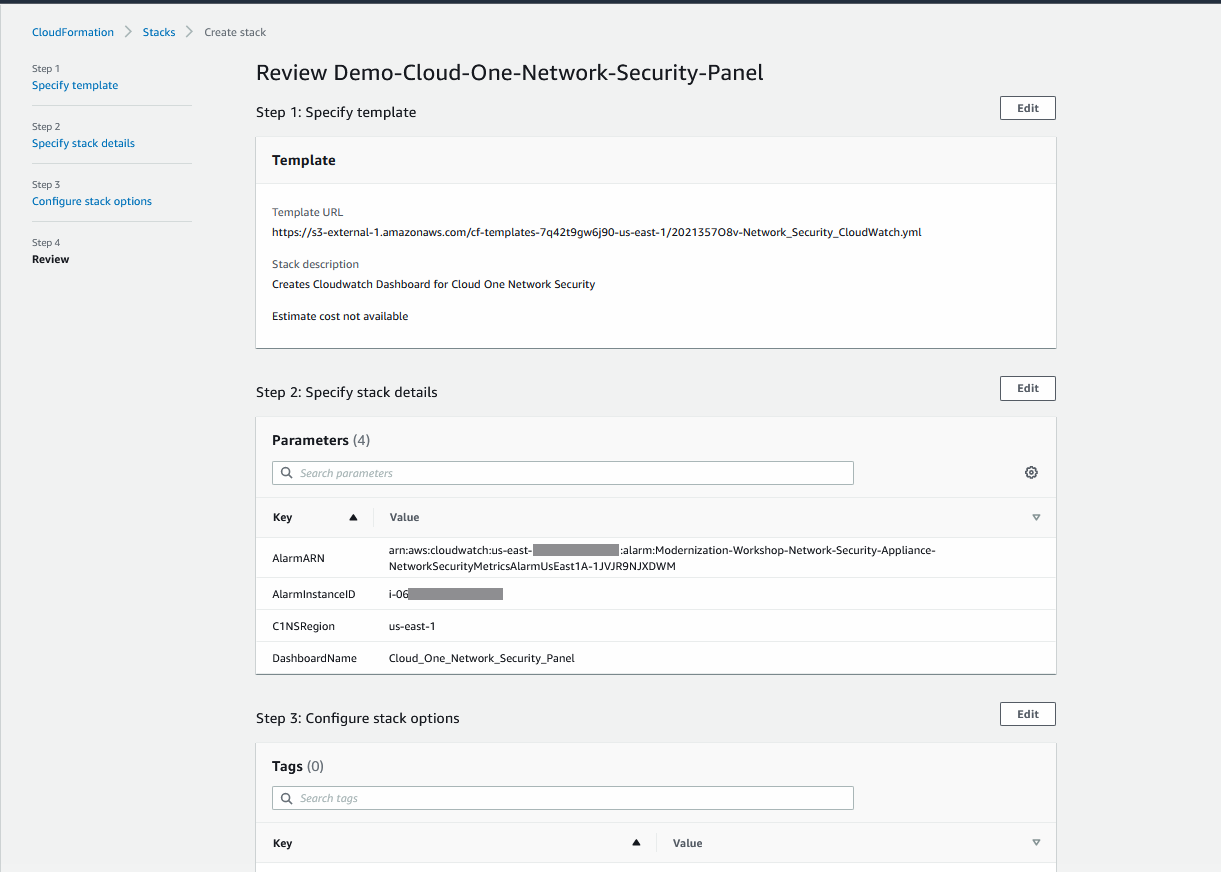 CloudFormation > Stacks > Create stack
Step 1
Specify template
Step 2
Specify stack details
Step 3
Configure stack options
Step 4
Review
Review Demo-Cloud-One-Network-Security-Panel
Step 1: Specify template
Edit
Template
Template URL
https://s3-external-1.amazonaws.com/cf-templates-7q42t9gw6j90-us-east-1/2021357O8v-Network_Security_CloudWatch.yml
Stack description
Creates Cloudwatch Dashboard for Cloud One Network Security
Estimate cost not available
Step 2: Specify stack details
Edit
Parameters (4)
Search parameters
Key Value
AlarmARN arn:aws:cloudwatch:us-east- :alarm:Modernization-Workshop-Network-Security-Appliance-
NetworkSecurityMetricsAlarmUsEast1A-1JVJR9NJXDWM
AlarmInstanceID i-06
C1NSRegion us-east-1
DashboardName Cloud_One_Network_Security_Panel
Step 3: Configure stack options
Edit
Tags (0)
Search tags
Key Value